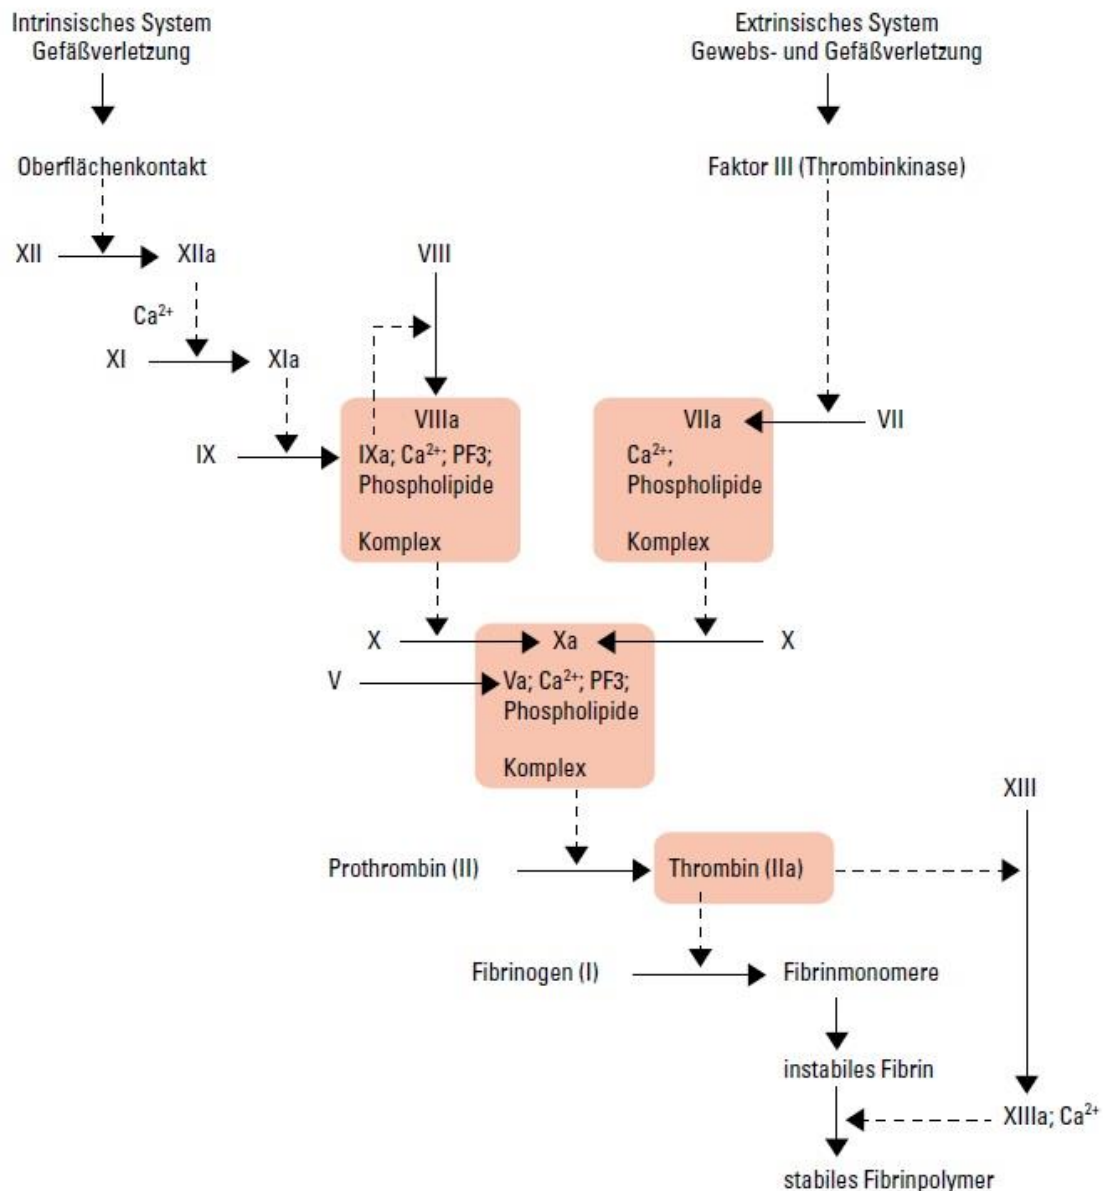 Intrinsisches System
Gefäßverletzung
Extrinsisches System
Gewebs- und Gefäßverletzung
Oberflächenkontakt
Faktor III (Thrombinkinase)
XII
XIIa
VIII
Ca²⁺
XI
XIa
VIIIa
VIIa
VII
IX
IXa; Ca²⁺; PF3;
Phospholipide
Komplex
Ca²⁺;
Phospholipide
Komplex
X
Xa
X
V
Va; Ca²⁺; PF3;
Phospholipide
Komplex
XIII
Prothrombin (II)
Thrombin (IIa)
Fibrinogen (I)
Fibrinmonomere
instabiles Fibrin
XIIIa; Ca²⁺
stabiles Fibrinpolymer